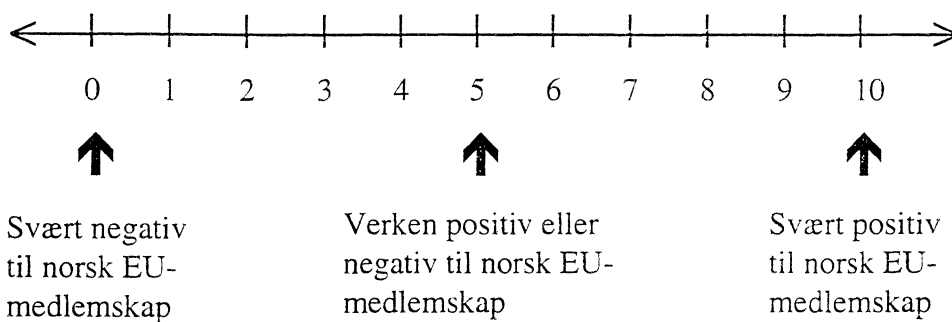 0 1 2 3 4 5 6 7 8 9 10
Svært negativ
til norsk EU-
medlemskap
Verken positiv eller
negativ til norsk EU-
medlemskap
Svært positiv
til norsk EU-
medlemskap